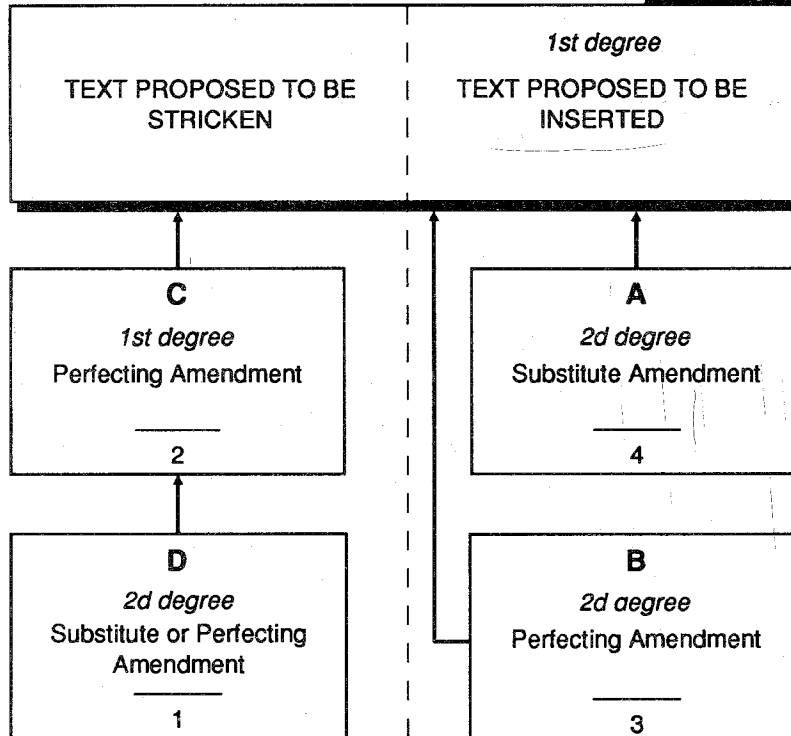 1st degree
TEXT PROPOSED TO BE
STRICKEN
TEXT PROPOSED TO BE
INSERTED
C
1st degree
Perfecting Amendment
2
A
2d degree
Substitute Amendment
4
D
2d degree
Substitute or Perfecting
Amendment
1
B
2d aegree
Perfecting Amendment
3